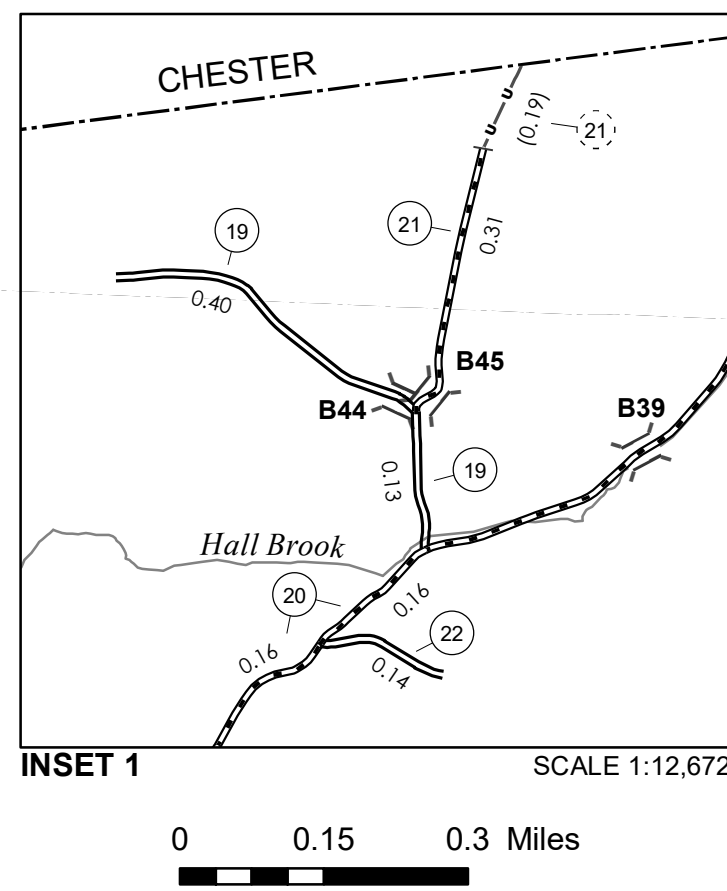 CHESTER
U
U
(0.19)
21
19
21
0.31
0.40
B45
B44
B39
0.13
19
Hall Brook
20
0.16
22
0.16
0.14
INSET 1 SCALE 1:12,672
0 0.15 0.3 Miles